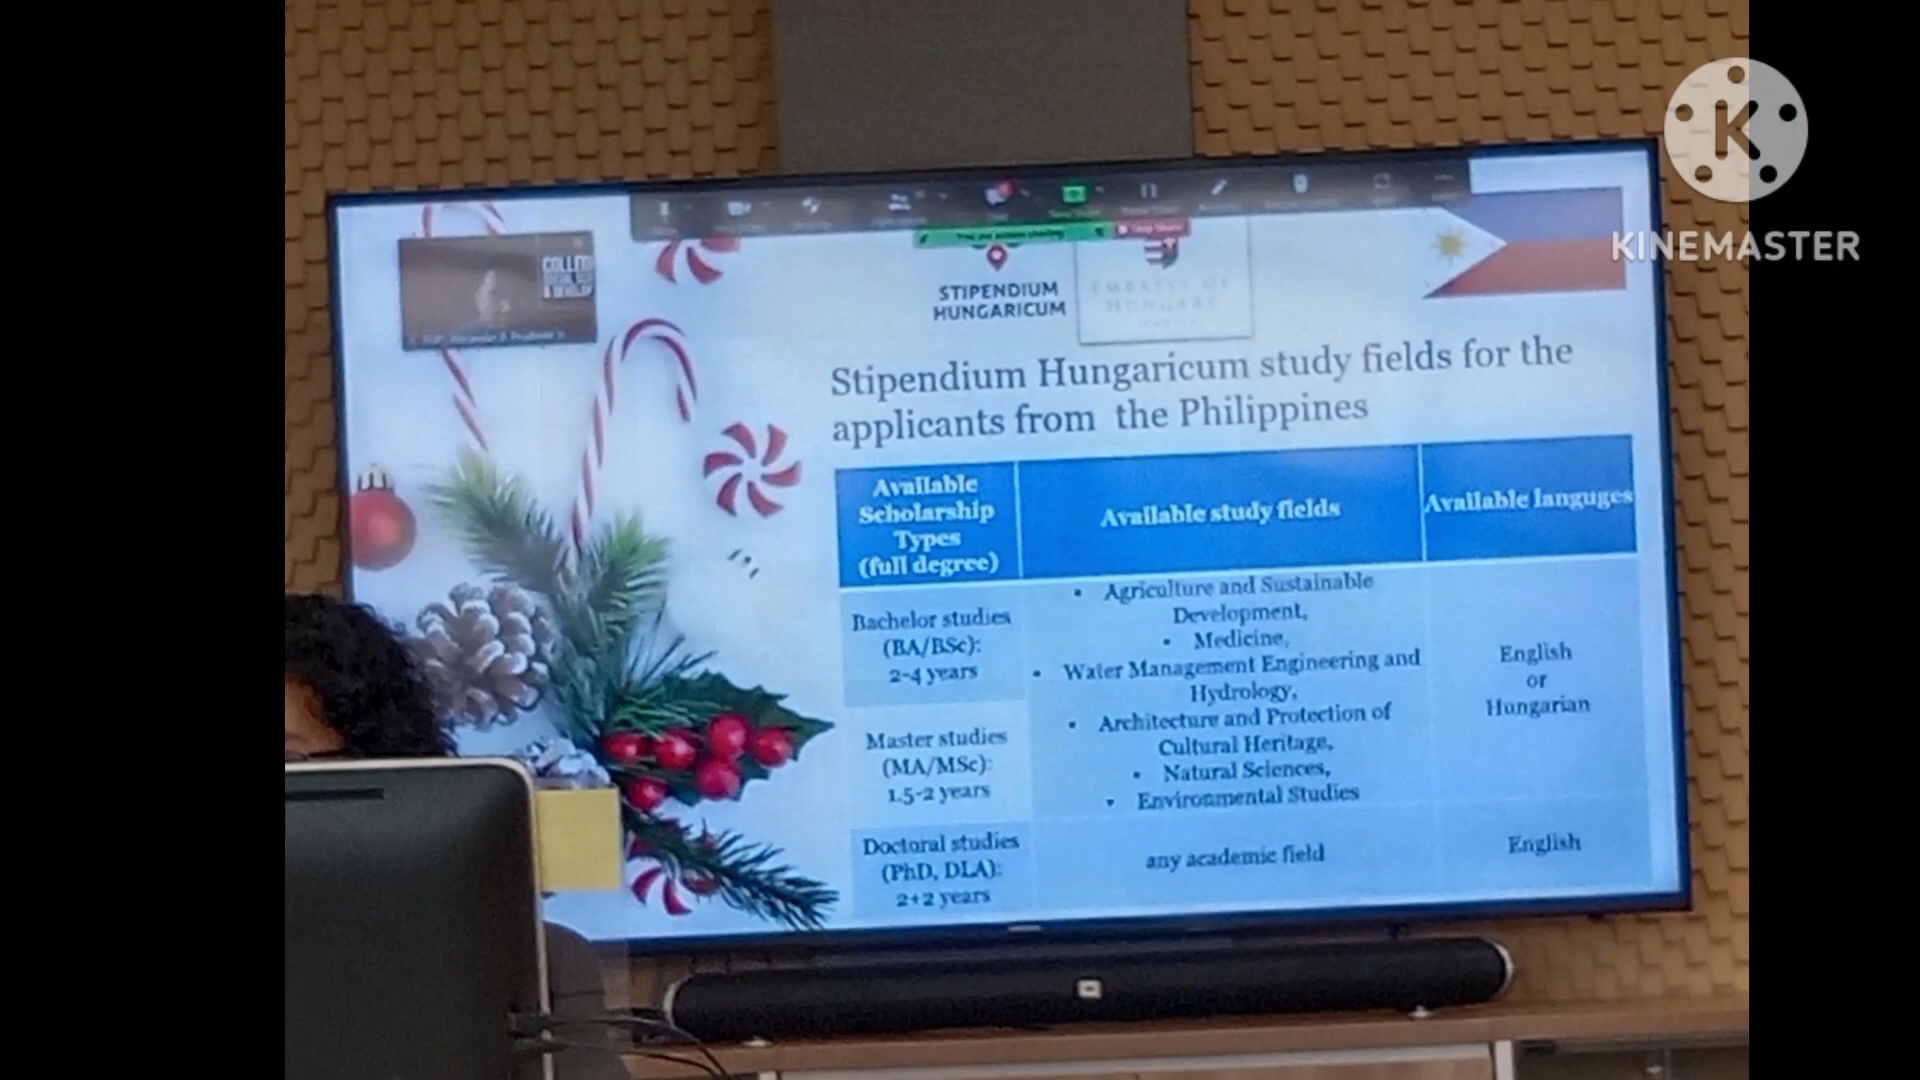 K
KINEMASTER
STIPENDIUM
HUNGARICUM
EMBASSY OF
HUNGARY
Stipendium Hungaricum study fields for the
applicants from the Philippines
Available
Scholarship
Types
(full degree)
Available study fields
Available languges
Bachelor studies
(BA/BSc):
2-4 years
Master studies
(MA/MSc):
1.5-2 years
• Agriculture and Sustainable
Development,
• Medicine,
• Water Management Engineering and
Hydrology,
• Architecture and Protection of
Cultural Heritage,
• Natural Sciences,
• Environmental Studies
English
or
Hungarian
Doctoral studies
(PhD, DLA):
2+2 years
any academic field
English